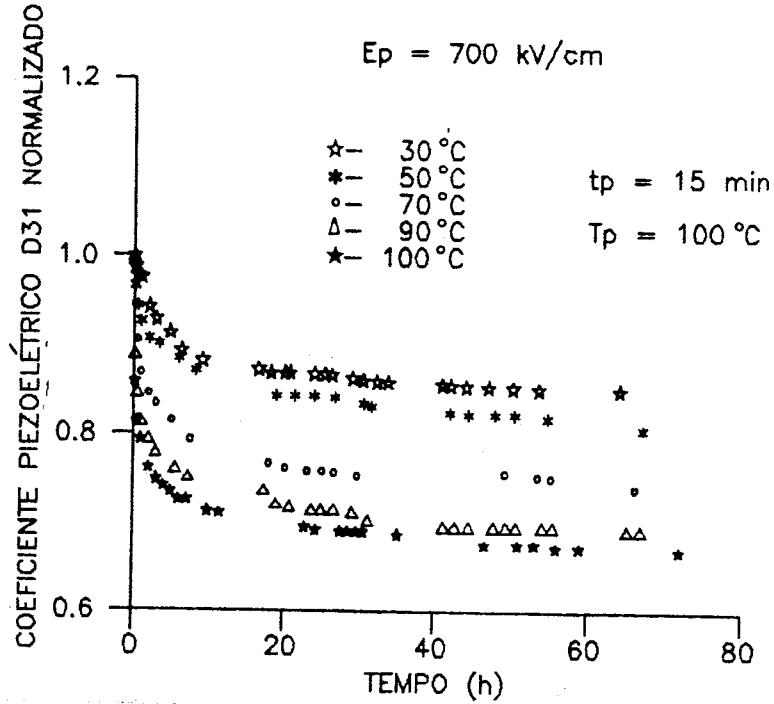 Ep = 700 kV/cm
☆- 30 °C
✱- 50 °C
○- 70 °C
△- 90 °C
★- 100 °C
tp = 15 min
Tp = 100 °C
COEFICIENTE PIEZOELÉTRICO D31 NORMALIZADO
1.2
1.0
0.8
0.6
0
20
40
60
80
TEMPO (h)